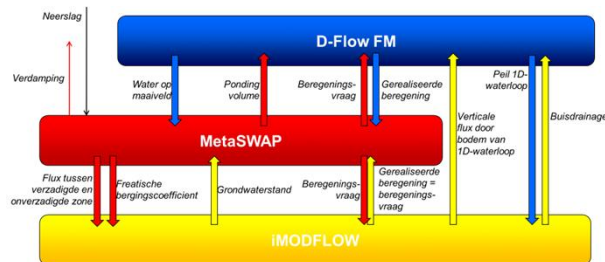 Neerslag
D-Flow FM
Verdamping
Water op
maaiveld
Ponding
volume
Beregenings-
vraag
Gerealiseerde
beregening
Verticale
flux door
bodem van
1D-waterloop
Peil 1D-
waterloop
Buisdrainage
MetaSWAP
Flux tussen
verzadigde en
onverzadigde zone
Freatische
bergingscoefficient
Grondwaterstand
Beregenings-
vraag
Gerealiseerde
beregening =
beregenings-
vraag
iMODFLOW